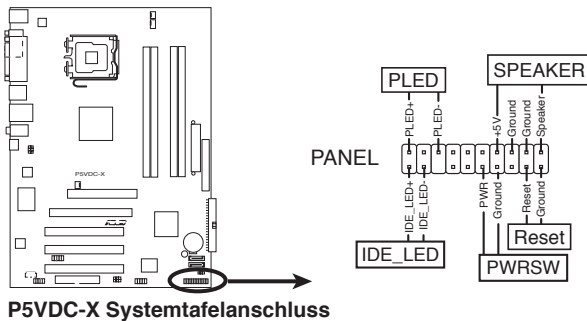 P5VDC-X
PLED
SPEAKER
PLED+
PLED-
+5V
Ground
Ground
Speaker
PANEL
IDE_LED+
IDE_LED-
PWR
Ground
Reset
Ground
IDE_LED
PWRSW
Reset
P5VDC-X Systemtafelanschluss